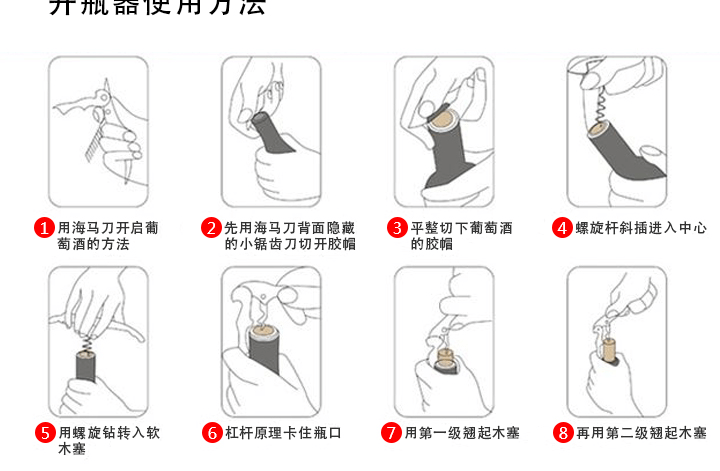 开瓶器使用方法
1 用海马刀开启葡
萄酒的方法
2 先用海马刀背面隐藏
的小锯齿刀切开胶帽
3 平整切下葡萄酒
的胶帽
4 螺旋杆斜插进入中心
5 用螺旋钻转入软
木塞
6 杠杆原理卡住瓶口
7 用第一级翘起木塞
8 再用第二级翘起木塞